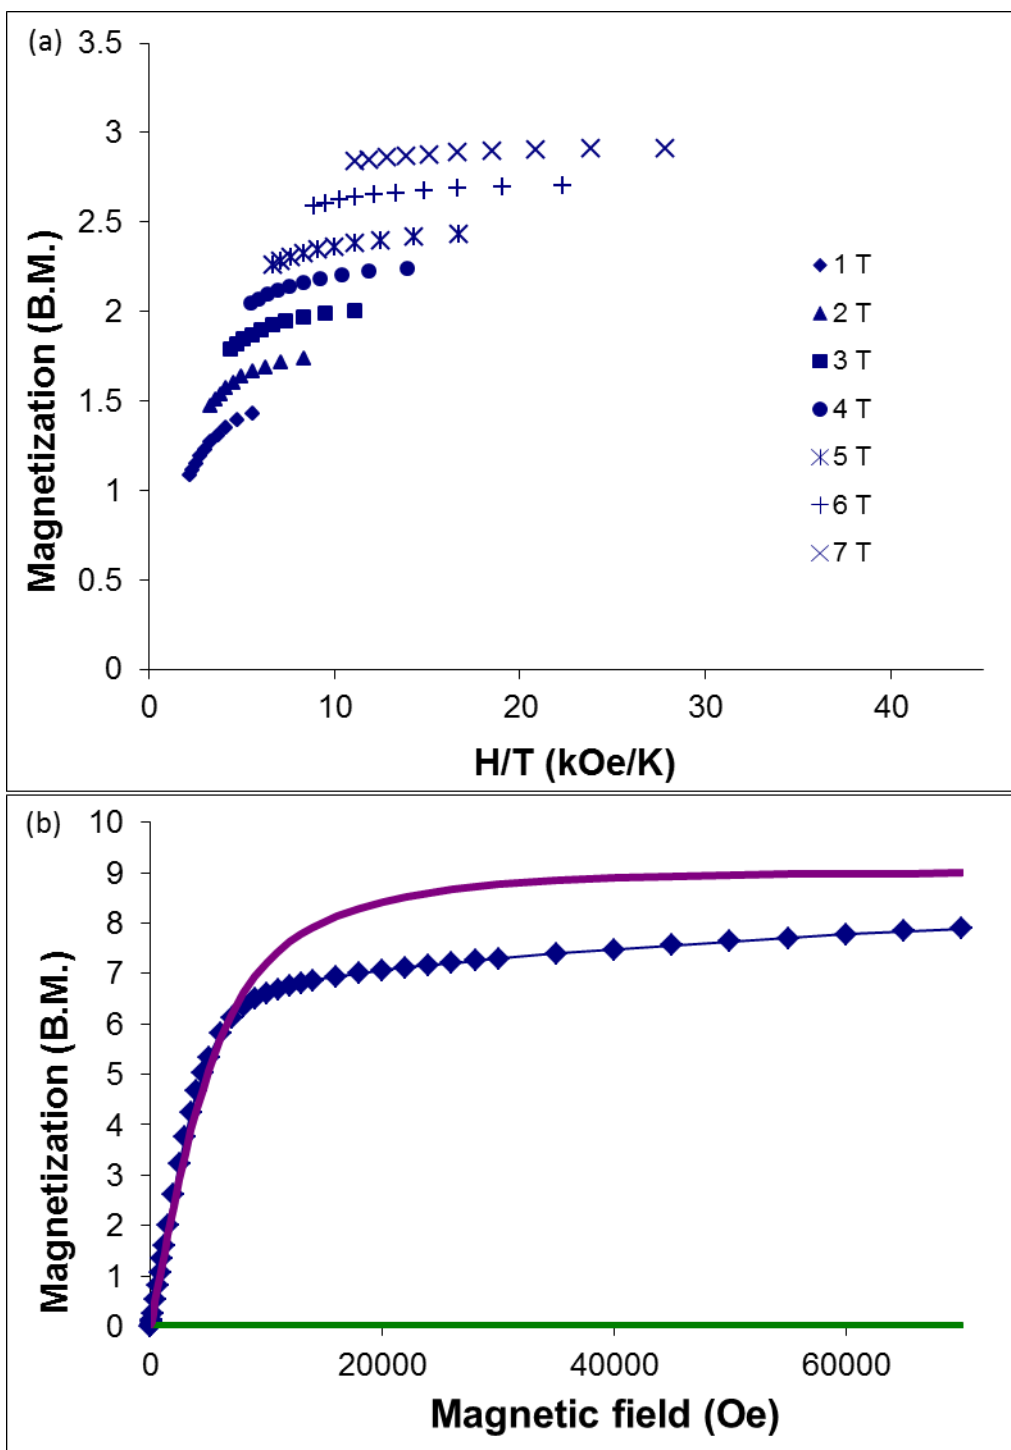 (a)
3.5
3
2.5
2
1.5
1
0.5
0
0 10 20 30 40
Magnetization (B.M.)
H/T (kOe/K)
1 T
2 T
3 T
4 T
5 T
6 T
7 T
(b)
10
9
8
7
6
5
4
3
2
1
0
0 20000 40000 60000
Magnetization (B.M.)
Magnetic field (Oe)